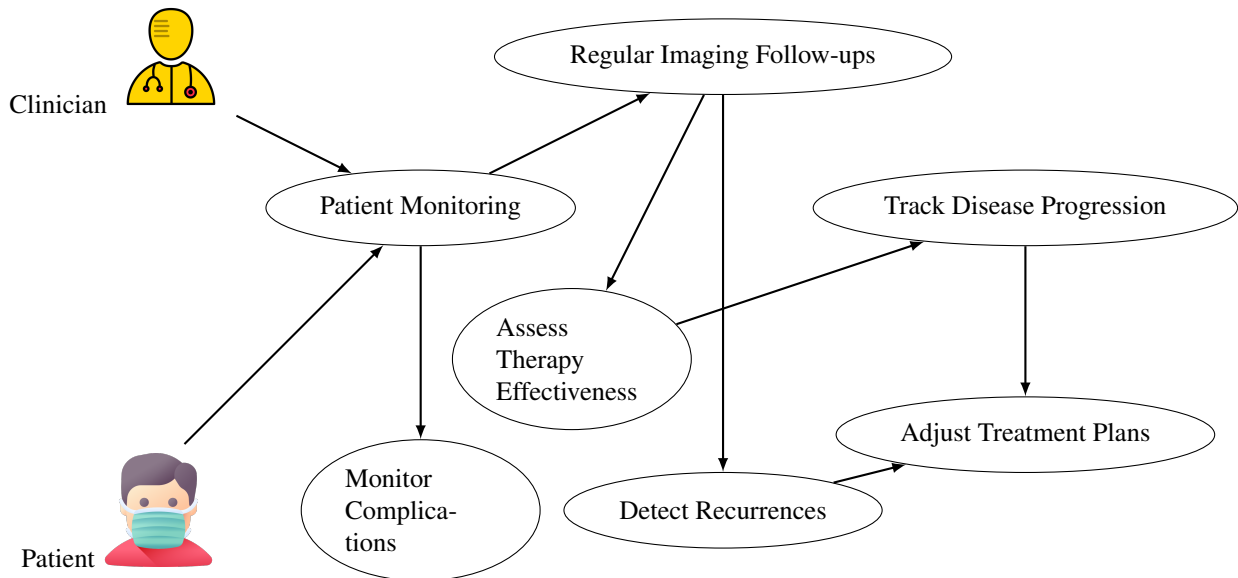 Regular Imaging Follow-ups
Clinician
Patient Monitoring
Track Disease Progression
Assess
Therapy
Effectiveness
Adjust Treatment Plans
Monitor
Complica-
tions
Detect Recurrences
Patient